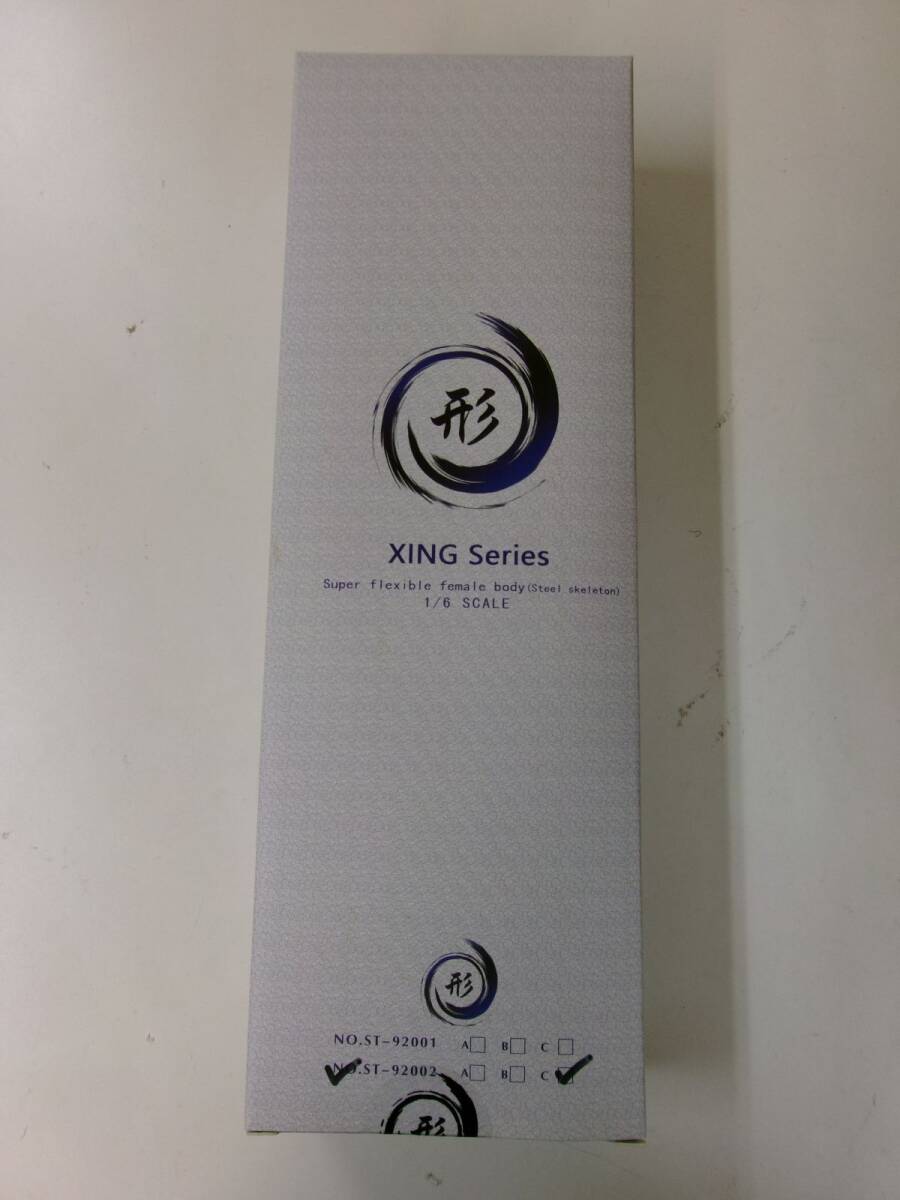 形
XING Series
Super flexible female body(Steel skeleton)
1/6 SCALE
形
NO.ST-92001 A□ B□ C□
NO.ST-92002 A□ B□ C□
形